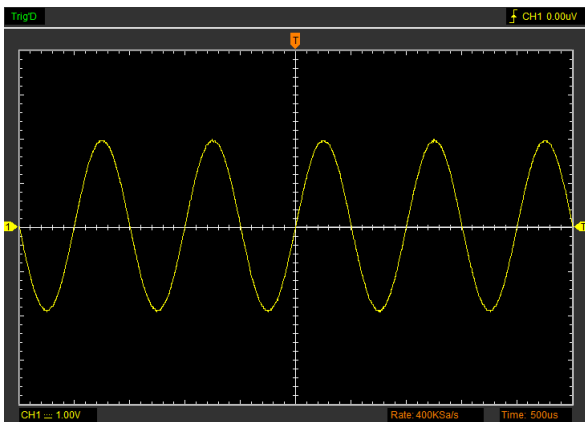 Trig'D
CH1 0.00uV
T
1
T
CH1 1.00V
Rate: 400KSa/s
Time: 500us